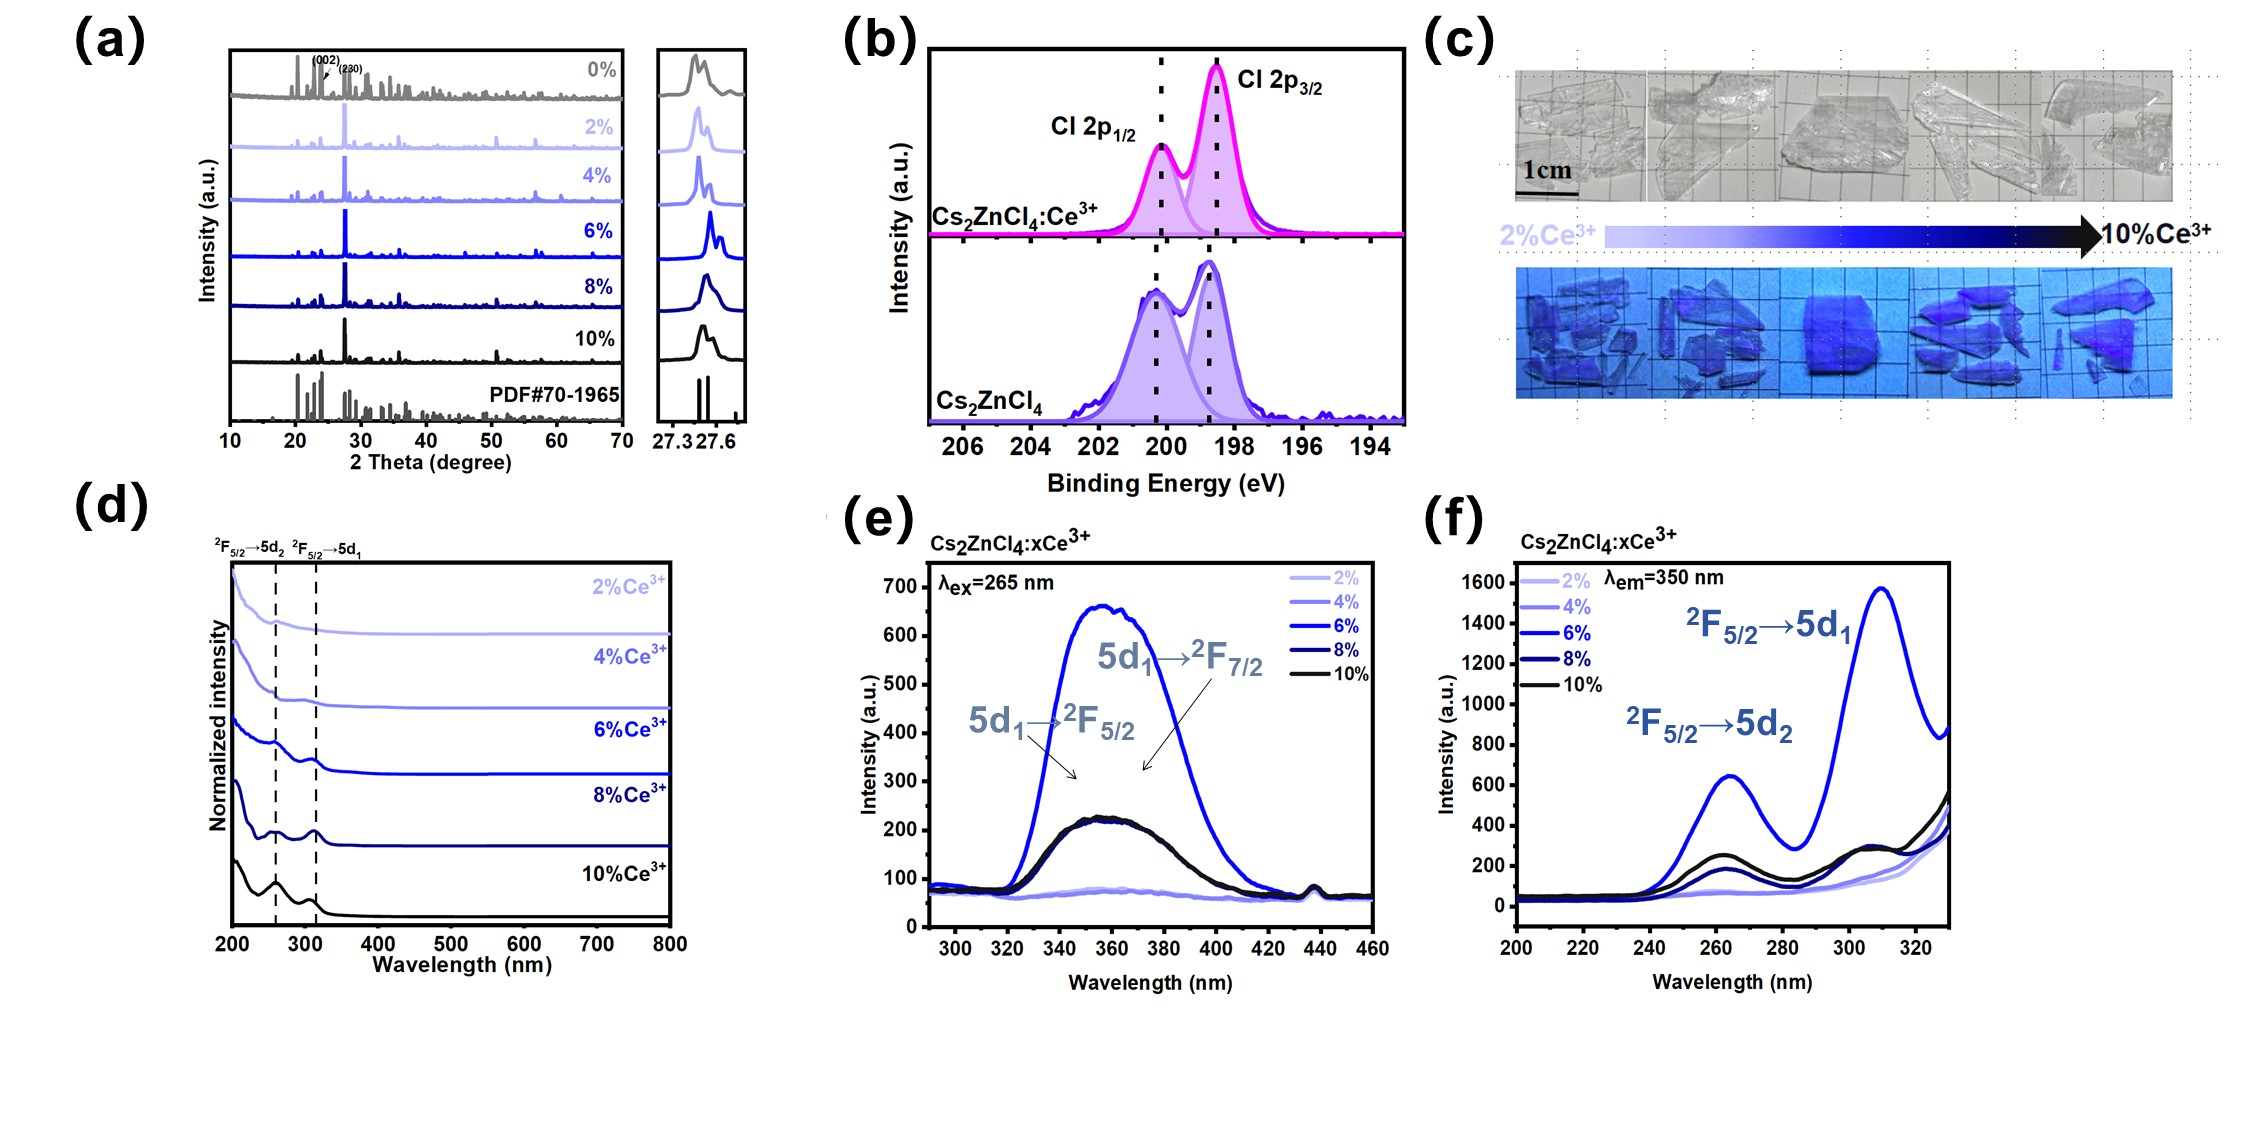 (a)
(002)
(230)
0%
2%
4%
6%
8%
10%
PDF#70-1965
Intensity (a.u.)
10 20 30 40 50 60 70
2 Theta (degree)
27.3 27.6
(b)
Cl 2p3/2
Cl 2p1/2
Cs2ZnCl4:Ce3+
Cs2ZnCl4
Intensity (a.u.)
206 204 202 200 198 196 194
Binding Energy (eV)
(c)
1cm
2%Ce3+
10%Ce3+
(d)
2F5/2→5d2 2F5/2→5d1
2%Ce3+
4%Ce3+
6%Ce3+
8%Ce3+
10%Ce3+
Normalized intensity
200 300 400 500 600 700 800
Wavelength (nm)
(e)
Cs2ZnCl4:xCe3+
λex=265 nm
2%
4%
6%
8%
10%
5d1→2F7/2
5d1→2F5/2
700
600
500
400
300
200
100
0
Intensity (a.u.)
300 320 340 360 380 400 420 440 460
Wavelength (nm)
(f)
Cs2ZnCl4:xCe3+
2%
4%
6%
8%
10%
λem=350 nm
2F5/2→5d1
2F5/2→5d2
1600
1400
1200
1000
800
600
400
200
0
Intensity (a.u.)
200 220 240 260 280 300 320
Wavelength (nm)